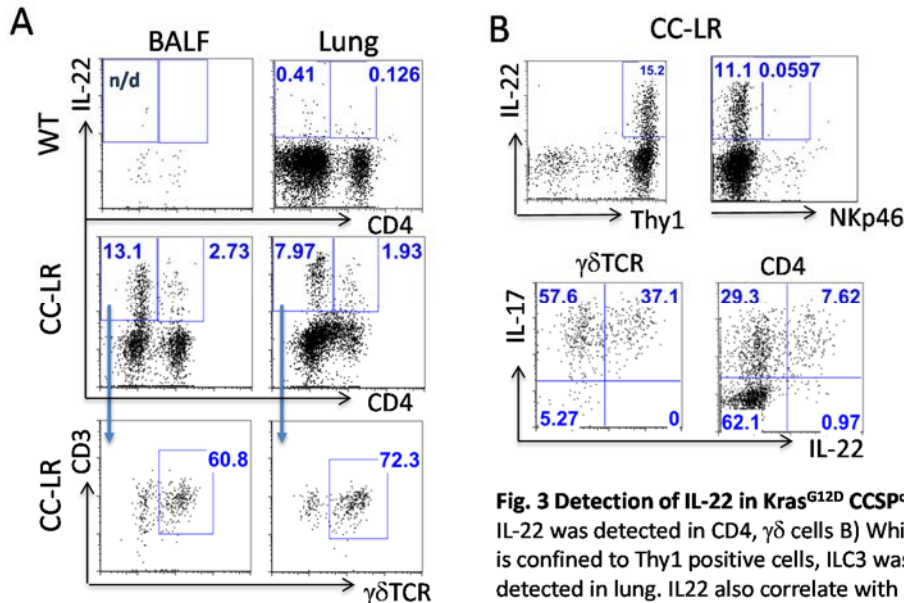 A
B
BALF Lung
CC-LR
WT
IL-22
n/d
0.41 0.126
CD4
IL-22
15.2
11.1 0.0597
Thy1
NKp46
CC-LR
13.1 2.73
7.97 1.93
CD4
γδTCR
CD4
IL-17
57.6 37.1
5.27 0
29.3 7.62
62.1 0.97
IL-22
CC-LR
CD3
60.8
72.3
γδTCR
Fig. 3 Detection of IL-22 in Kras^G12D CCSP
IL-22 was detected in CD4, γδ cells B) Whi
is confined to Thy1 positive cells, ILC3 was
detected in lung. IL22 also correlate with